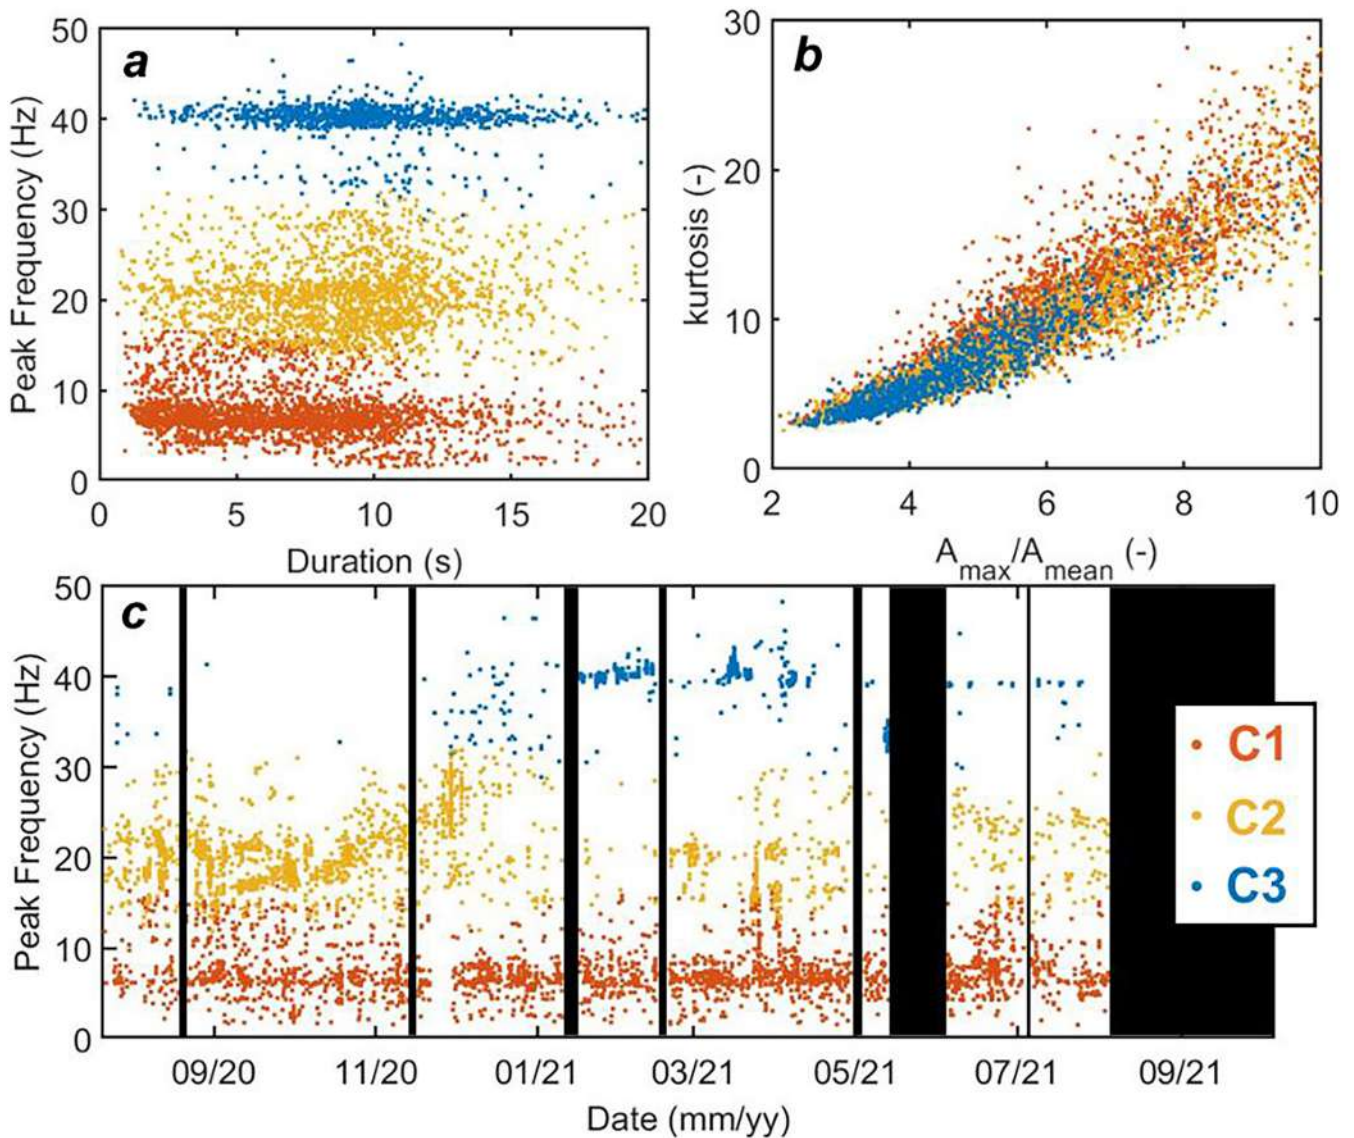 a
50
40
30
20
10
0
Peak Frequency (Hz)
0 5 10 15 20
Duration (s)
b
30
20
10
0
kurtosis (-)
2 4 6 8 10
Amax/Amean (-)
c
50
40
30
20
10
0
Peak Frequency (Hz)
09/20 11/20 01/21 03/21 05/21 07/21 09/21
Date (mm/yy)
C1
C2
C3